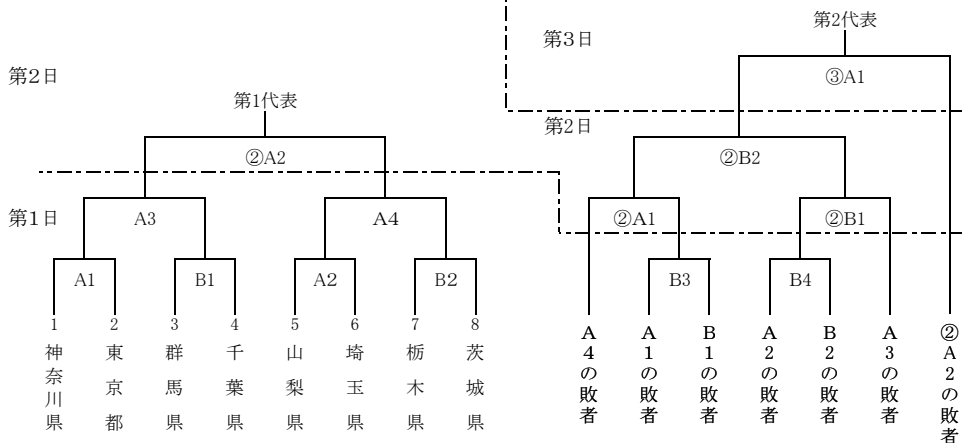 第2代表
第3日
③A1
第2日
第1代表
第2日
②A2
②B2
第1日
A3
A4
②A1
②B1
A1
B1
A2
B2
B3
B4
1
2
3
4
5
6
7
8
神奈川県
東京都
群馬県
千葉県
山梨県
埼玉県
栃木県
茨城県
A4の敗者
A1の敗者
B1の敗者
A2の敗者
B2の敗者
A3の敗者
②A2の敗者